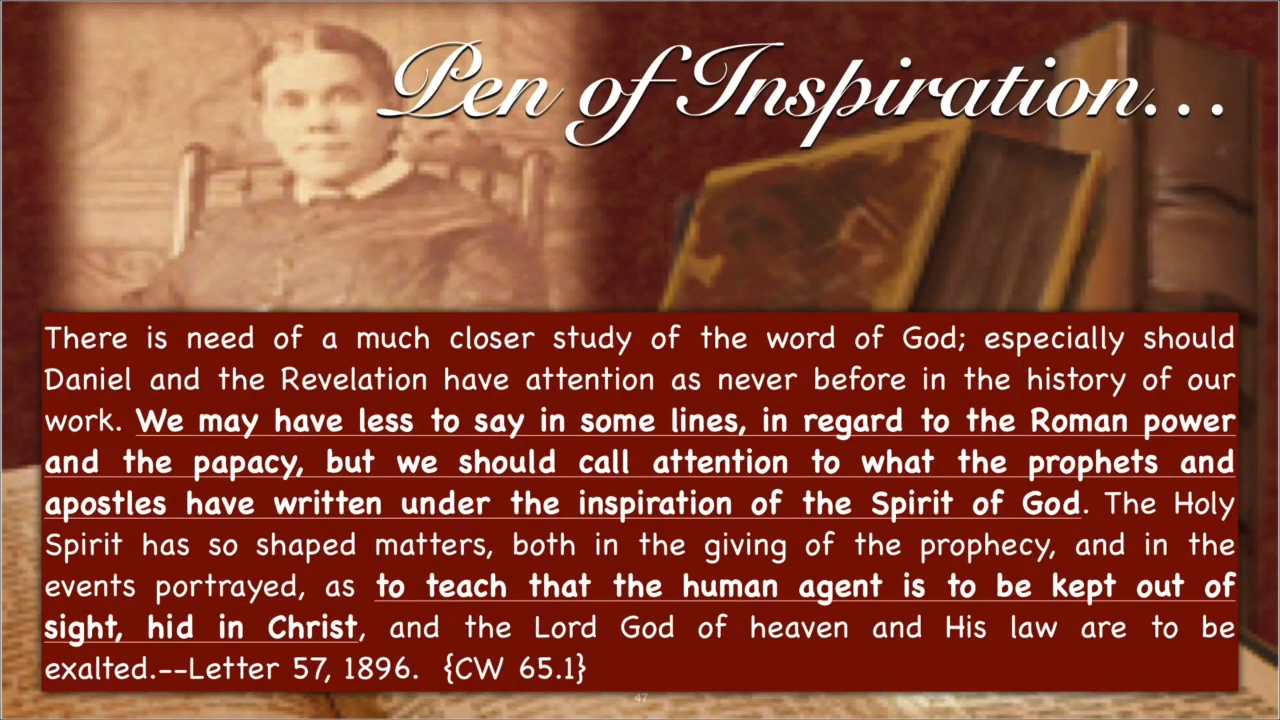 Pen of Inspiration...
There is need of a much closer study of the word of God; especially should
Daniel and the Revelation have attention as never before in the history of our
work. We may have less to say in some lines, in regard to the Roman power
and the papacy, but we should call attention to what the prophets and
apostles have written under the inspiration of the Spirit of God. The Holy
Spirit has so shaped matters, both in the giving of the prophecy, and in the
events portrayed, as to teach that the human agent is to be kept out of
sight, hid in Christ, and the Lord God of heaven and His law are to be
exalted.--Letter 57, 1896. {CW 65.1}
47